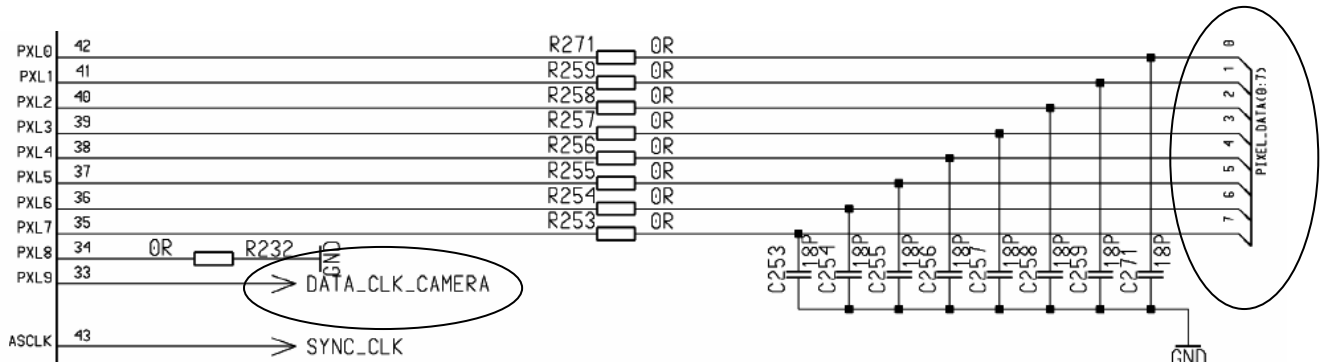 PXL0 42 R271 0R 0
PXL1 41 R259 0R 1
PXL2 40 R258 0R 2
PXL3 39 R257 0R 3
PXL4 38 R256 0R 4
PXL5 37 R255 0R 5
PXL6 36 R254 0R 6
PXL7 35 R253 0R 7
PIXEL_DATA(0:7)
PXL8 34 0R R232 GND
PXL9 33 DATA_CLK_CAMERA
C253 18P
C254 18P
C255 18P
C256 18P
C257 18P
C258 18P
C259 18P
C271 18P
ASCLK 43 SYNC_CLK
GND